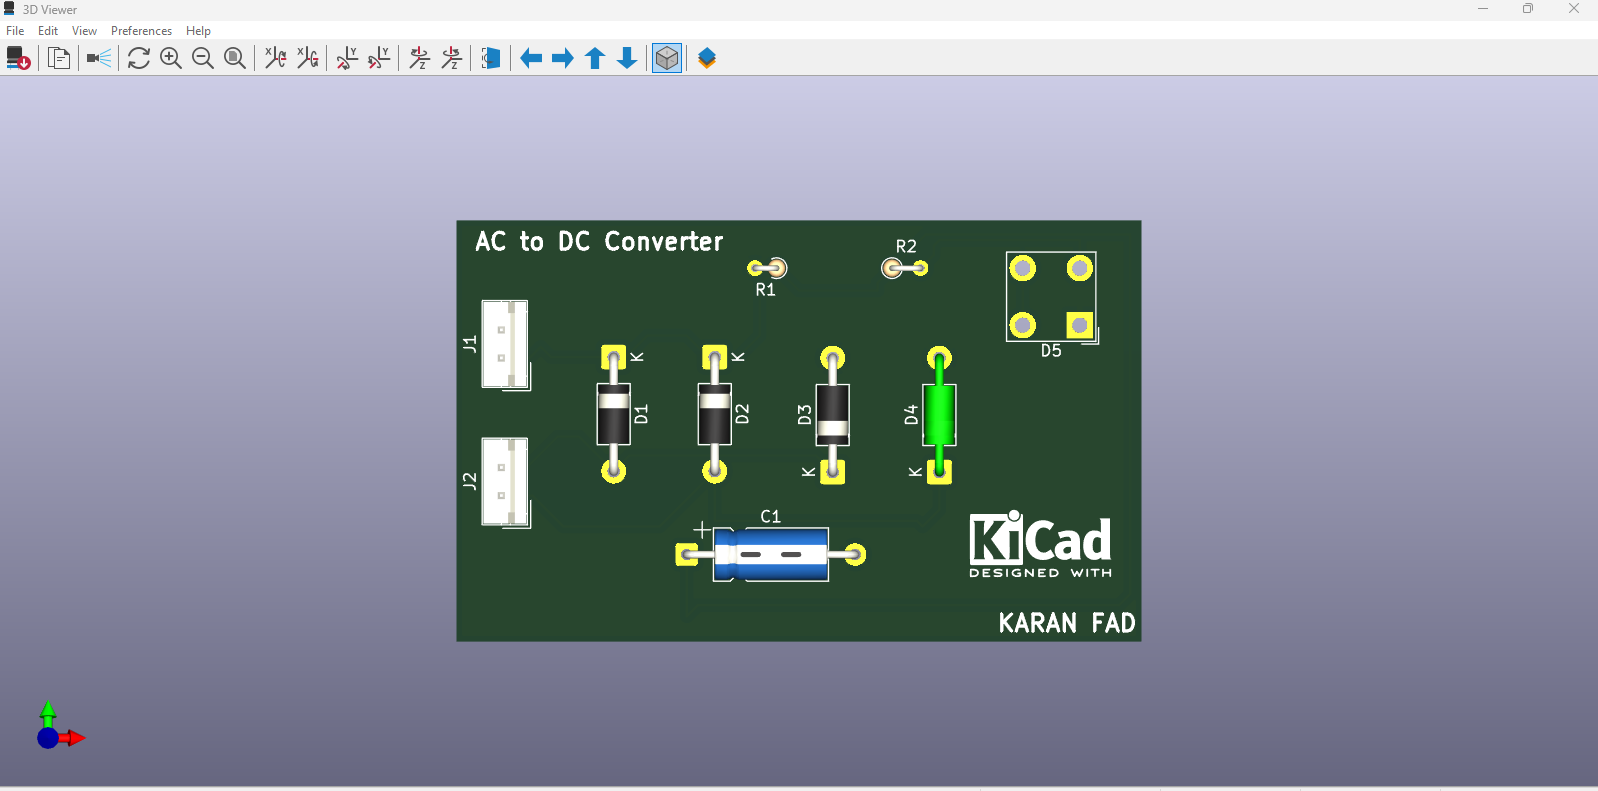 3D Viewer
File Edit View Preferences Help
AC to DC Converter
R2
R1
J1
D5
K K
D1 D2 D3 D4
J2
K K
C1
+
KiCad
DESIGNED WITH
KARAN FAD